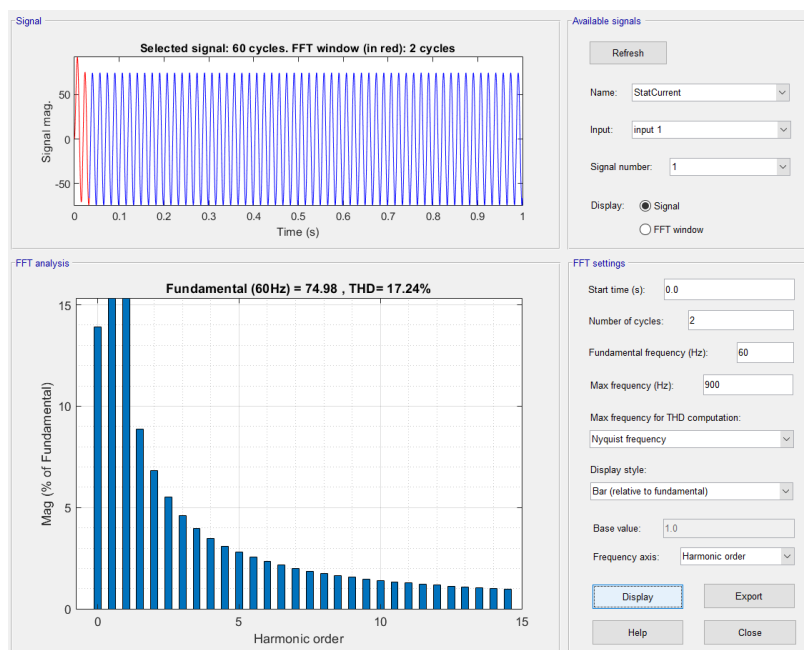 Signal
Selected signal: 60 cycles. FFT window (in red): 2 cycles
50
0
-50
Signal mag.
0 0.1 0.2 0.3 0.4 0.5 0.6 0.7 0.8 0.9 1
Time (s)
Available signals
Refresh
Name: StatCurrent
Input: input 1
Signal number: 1
Display: Signal
FFT window
FFT analysis
Fundamental (60Hz) = 74.98 , THD= 17.24%
15
10
5
0
Mag (% of Fundamental)
0 5 10 15
Harmonic order
FFT settings
Start time (s): 0.0
Number of cycles: 2
Fundamental frequency (Hz): 60
Max frequency (Hz): 900
Max frequency for THD computation:
Nyquist frequency
Display style:
Bar (relative to fundamental)
Base value: 1.0
Frequency axis: Harmonic order
Display Export
Help Close